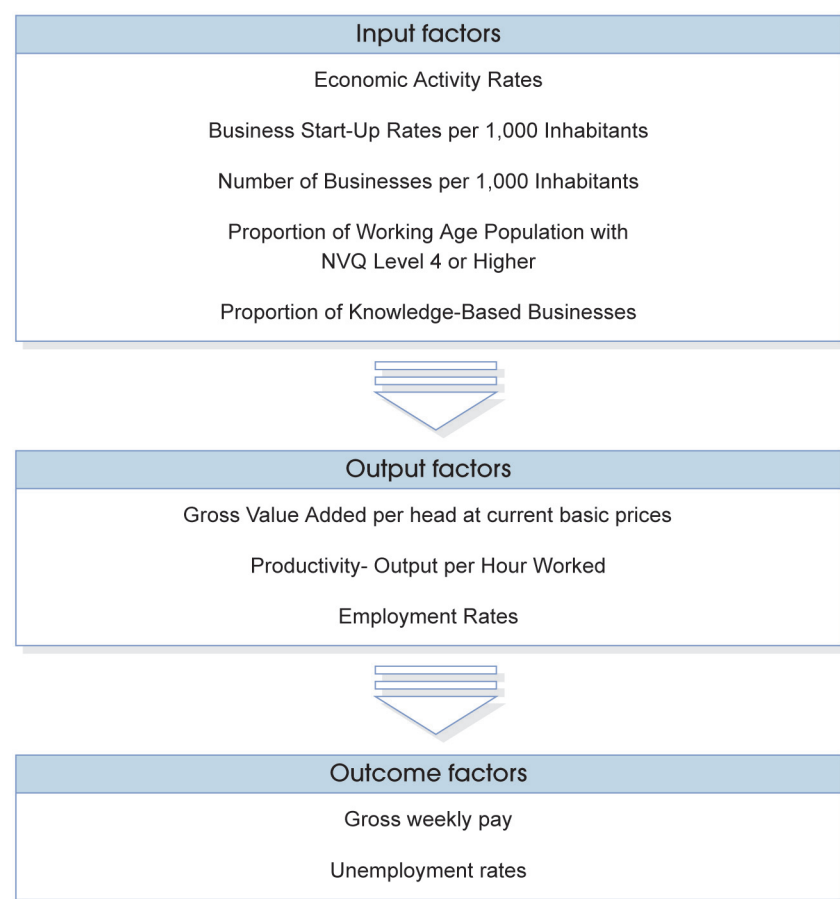 Input factors
Economic Activity Rates
Business Start-Up Rates per 1,000 Inhabitants
Number of Businesses per 1,000 Inhabitants
Proportion of Working Age Population with
NVQ Level 4 or Higher
Proportion of Knowledge-Based Businesses
Output factors
Gross Value Added per head at current basic prices
Productivity- Output per Hour Worked
Employment Rates
Outcome factors
Gross weekly pay
Unemployment rates